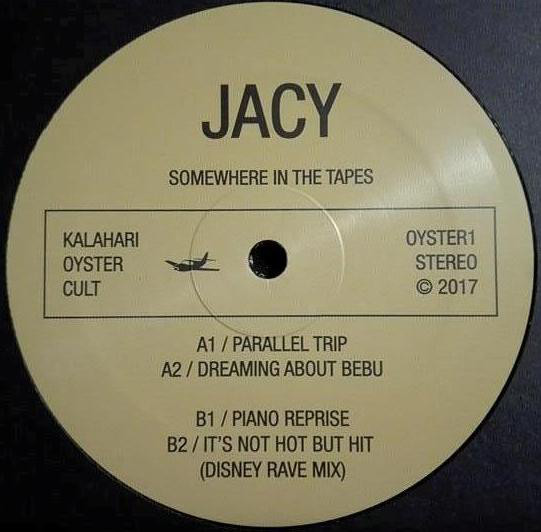 JACY
SOMEWHERE IN THE TAPES
KALAHARI
OYSTER
CULT
OYSTER1
STEREO
© 2017
A1 / PARALLEL TRIP
A2 / DREAMING ABOUT BEBU
B1 / PIANO REPRISE
B2 / IT'S NOT HOT BUT HIT
(DISNEY RAVE MIX)